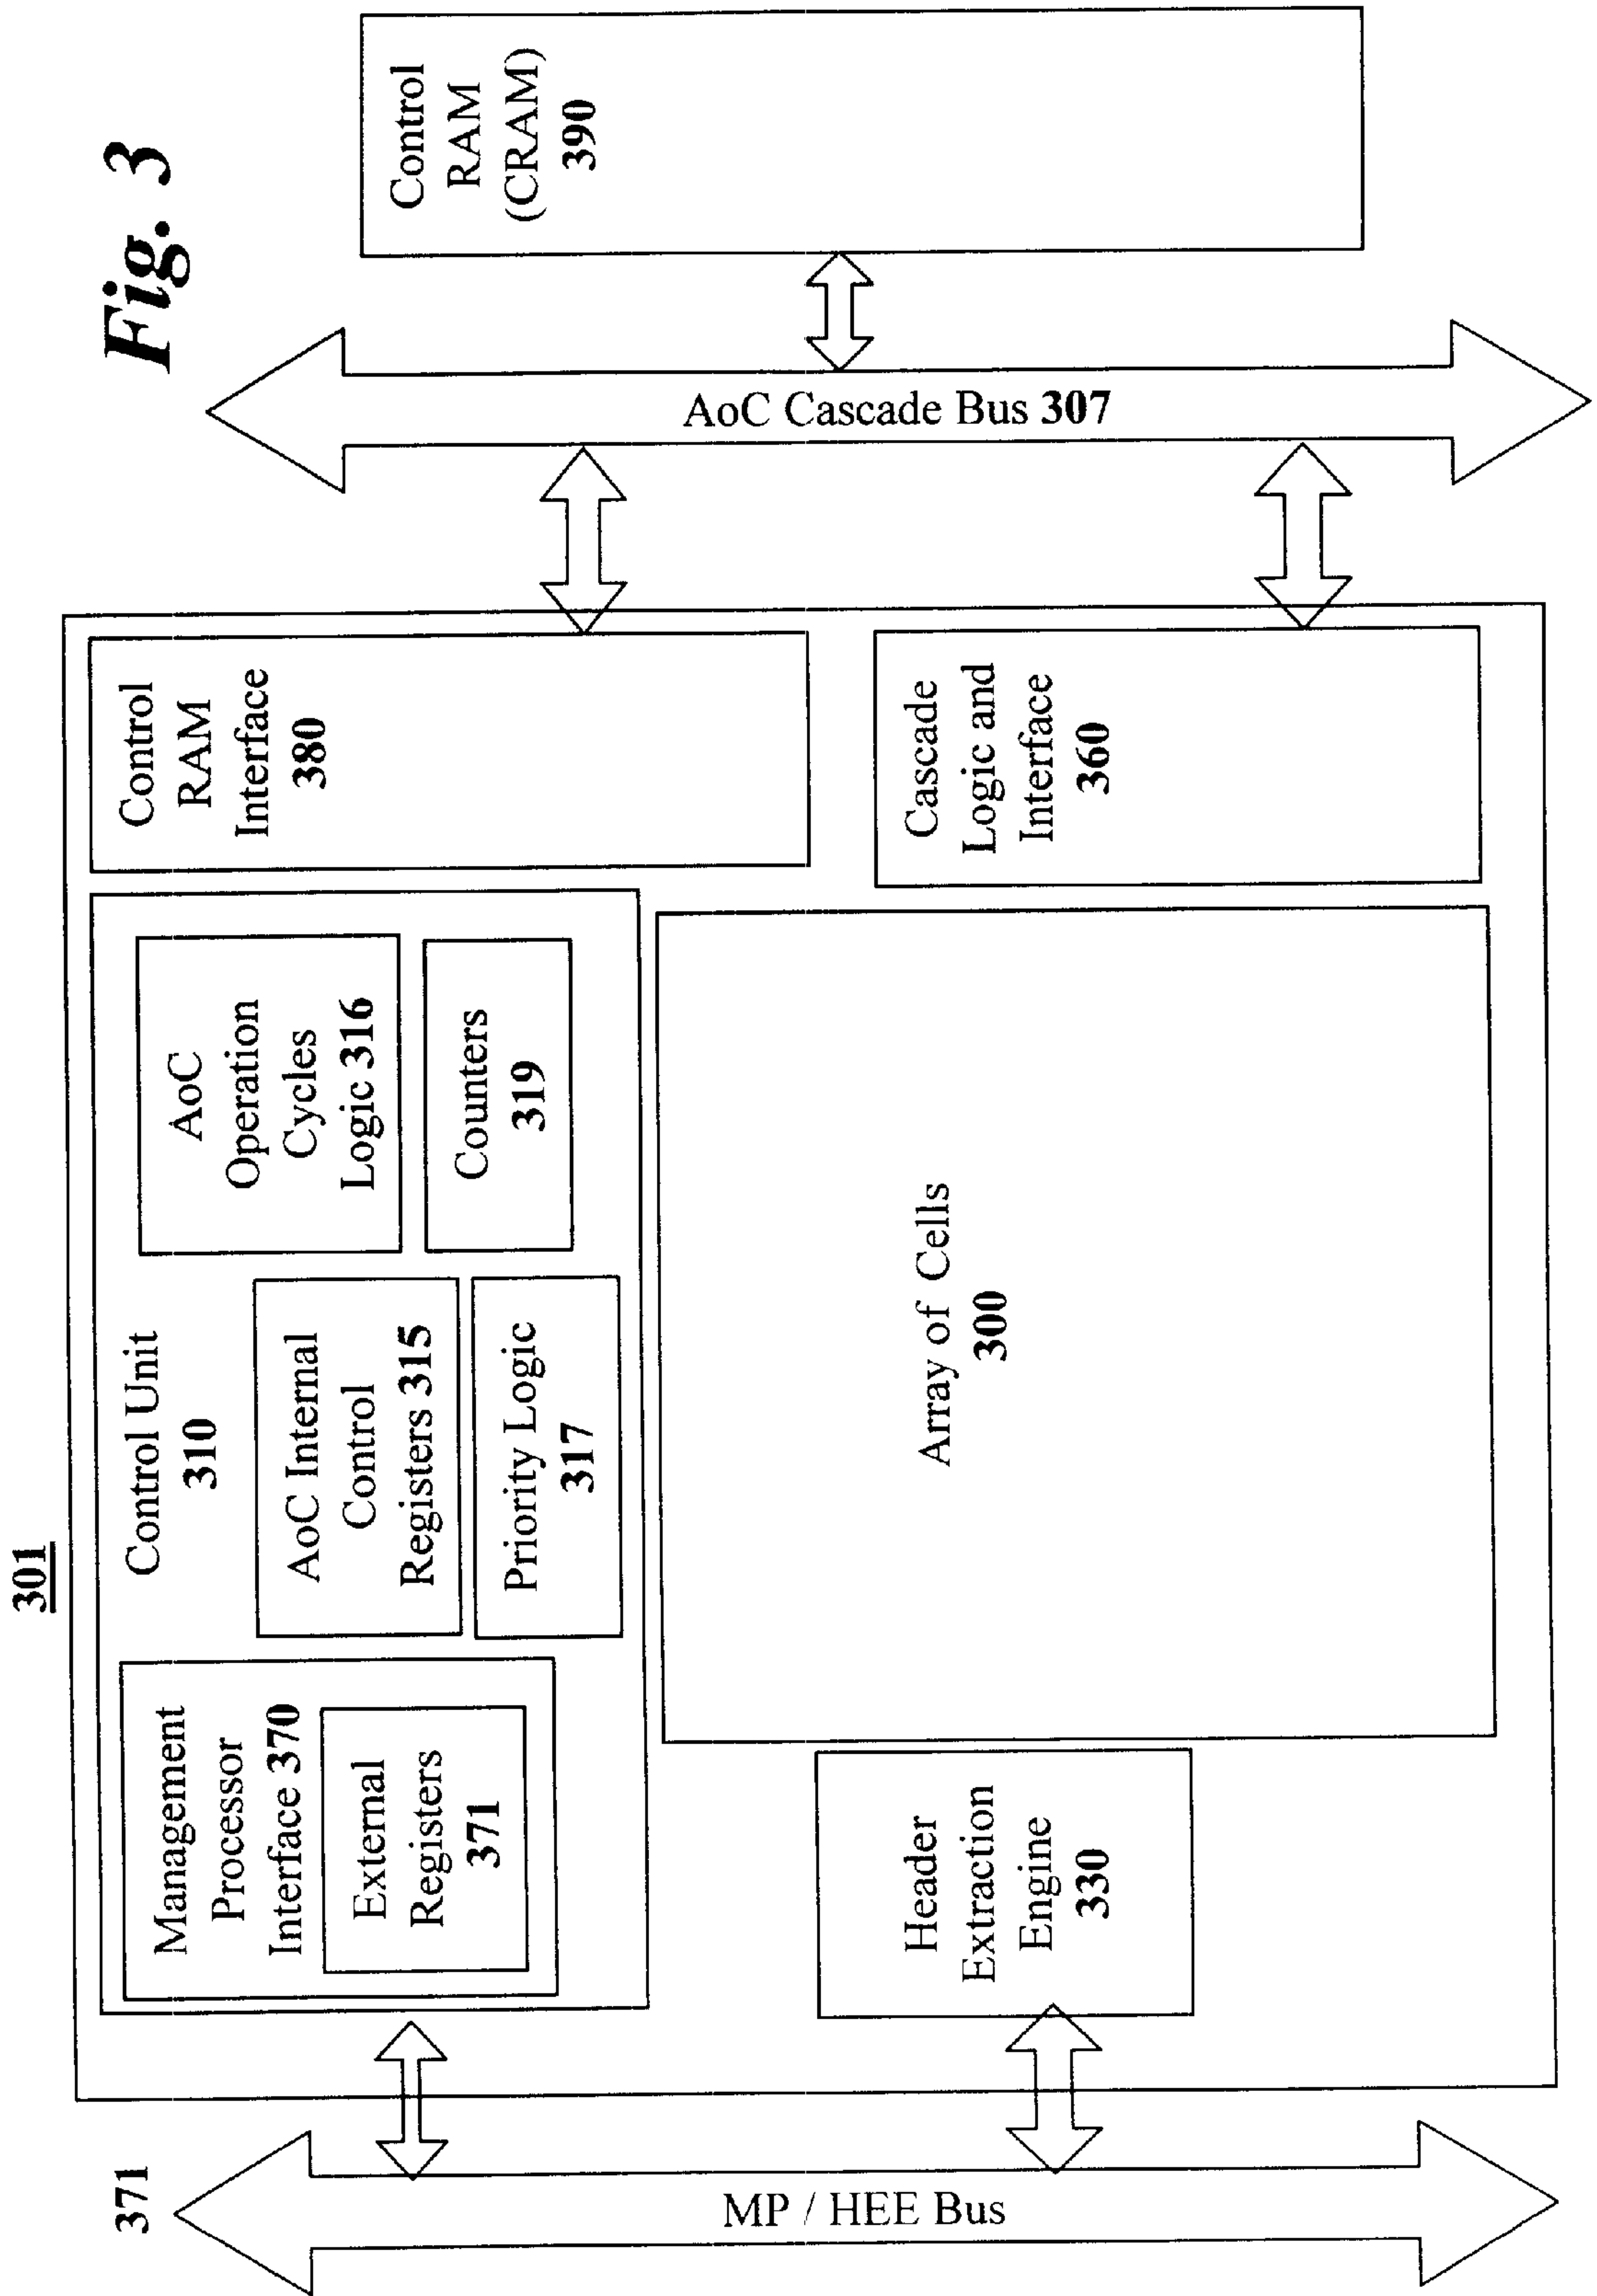 Fig. 3
301
371
MP / HEE Bus
Control Unit
310
Management
Processor
Interface 370
External
Registers
371
AoC Internal
Control
Registers 315
Priority Logic
317
AoC
Operation
Cycles
Logic 316
Counters
319
Control
RAM
Interface
380
Header
Extraction
Engine
330
Array of Cells
300
Cascade
Logic and
Interface
360
AoC Cascade Bus 307
Control
RAM
(CRAM)
390